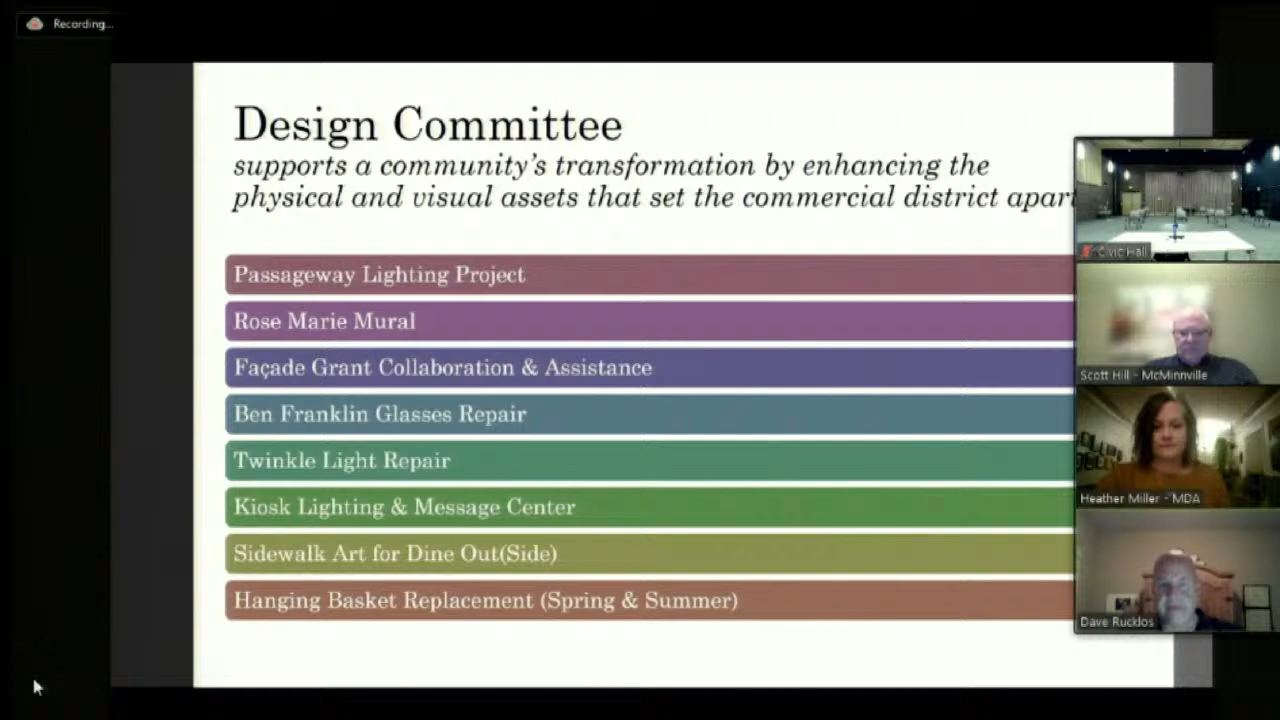 Recording...
Design Committee
supports a community's transformation by enhancing the
physical and visual assets that set the commercial district apart
Passageway Lighting Project
Rose Marie Mural
Façade Grant Collaboration & Assistance
Ben Franklin Glasses Repair
Twinkle Light Repair
Kiosk Lighting & Message Center
Sidewalk Art for Dine Out(Side)
Hanging Basket Replacement (Spring & Summer)
Civic Hall
Scott Hill - McMinnville
Heather Miller - MDA
Dave Rucklos